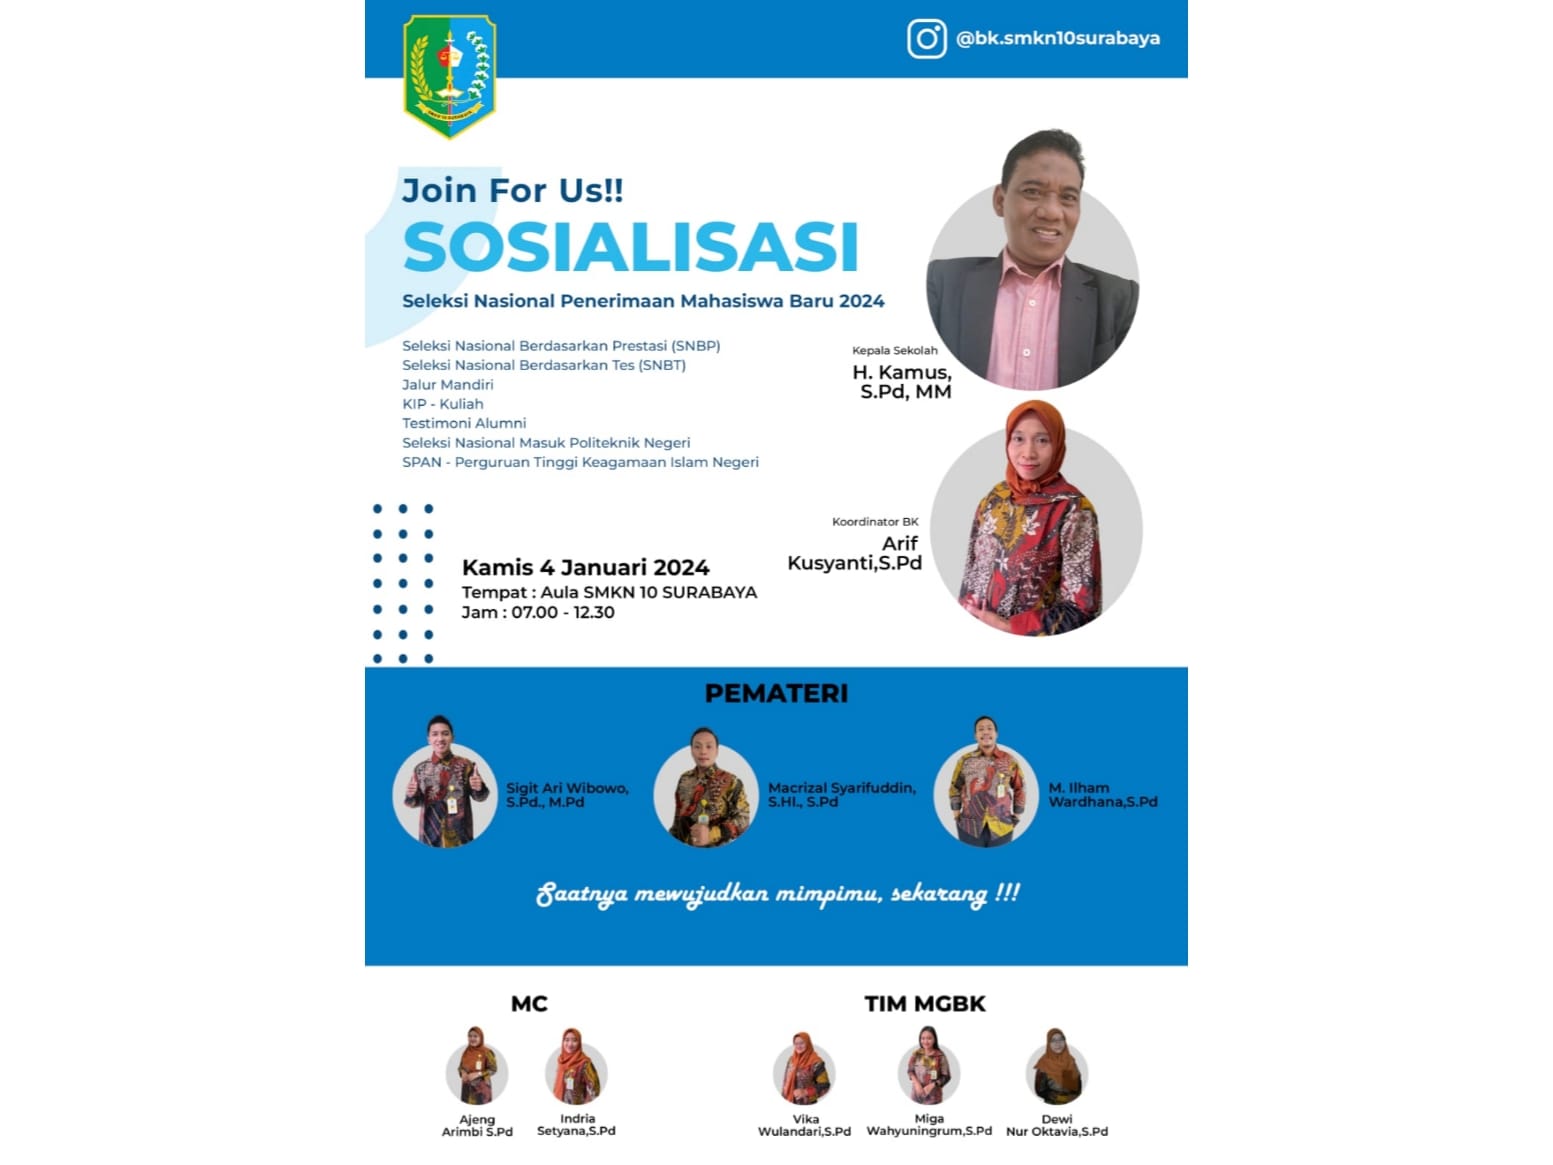 @bk.smkn10surabaya
SMKN 10 SURABAYA
Join For Us!!
SOSIALISASI
Seleksi Nasional Penerimaan Mahasiswa Baru 2024
Seleksi Nasional Berdasarkan Prestasi (SNBP)
Seleksi Nasional Berdasarkan Tes (SNBT)
Jalur Mandiri
KIP - Kuliah
Testimoni Alumni
Seleksi Nasional Masuk Politeknik Negeri
SPAN - Perguruan Tinggi Keagamaan Islam Negeri
Kepala Sekolah
H. Kamus,
S.Pd, MM
Koordinator BK
Arif
Kusyanti,S.Pd
Kamis 4 Januari 2024
Tempat : Aula SMKN 10 SURABAYA
Jam : 07.00 - 12.30
PEMATERI
Sigit Ari Wibowo,
S.Pd., M.Pd
Macrizal Syarifuddin,
S.HI., S.Pd
M. Ilham
Wardhana,S.Pd
Saatnya mewujudkan mimpimu, sekarang !!!
MC
Ajeng
Arimbi S.Pd
Indria
Setyana,S.Pd
TIM MGBK
Vika
Wulandari,S.Pd
Miga
Wahyuningrum,S.Pd
Dewi
Nur Oktavia,S.Pd